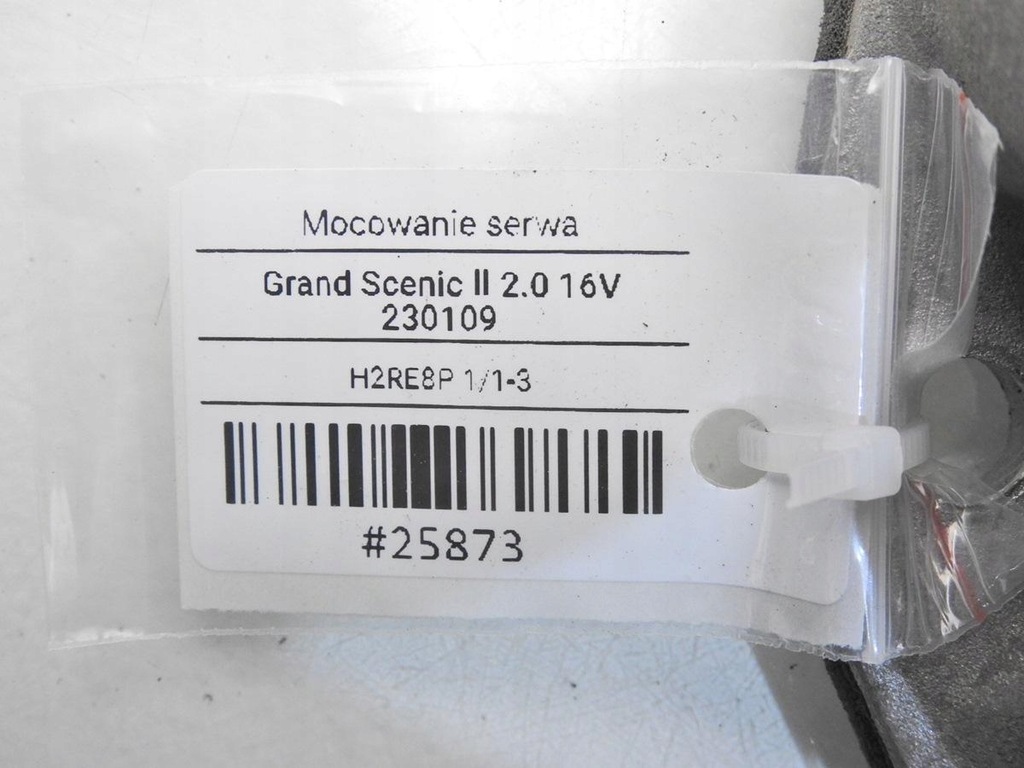 Mocowanie serwa
Grand Scenic II 2.0 16V
230109
H2RE8P 1/1-3
#25873